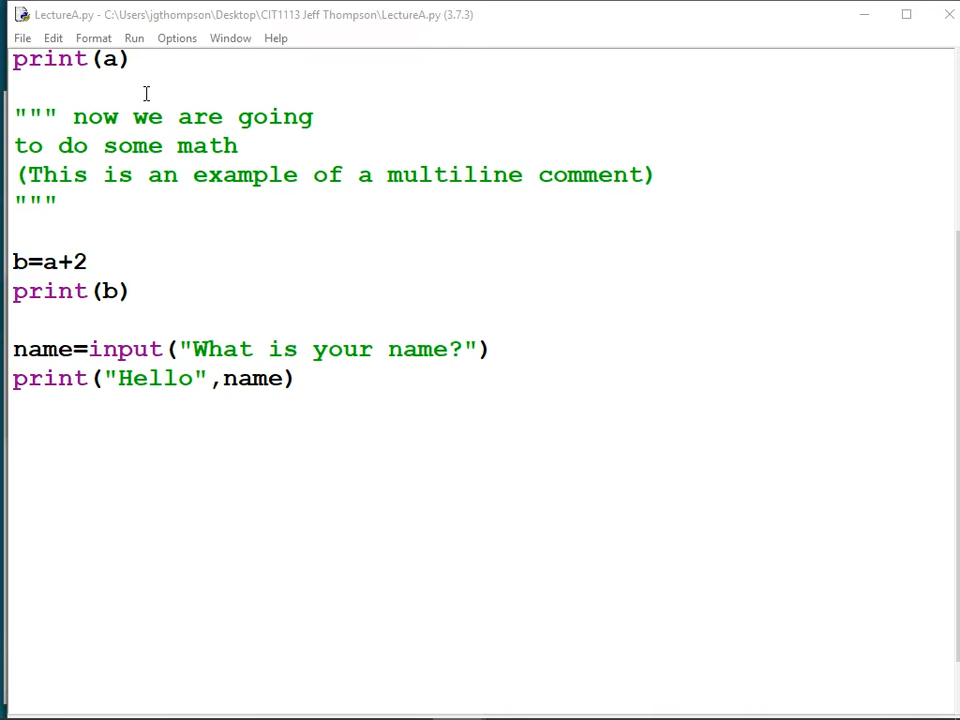 LectureA.py - C:\Users\jgthompson\Desktop\CIT1113 Jeff Thompson\LectureA.py (3.7.3)
File Edit Format Run Options Window Help
print(a)
""" now we are going
to do some math
(This is an example of a multiline comment)
"""
b=a+2
print(b)
name=input("What is your name?")
print("Hello",name)